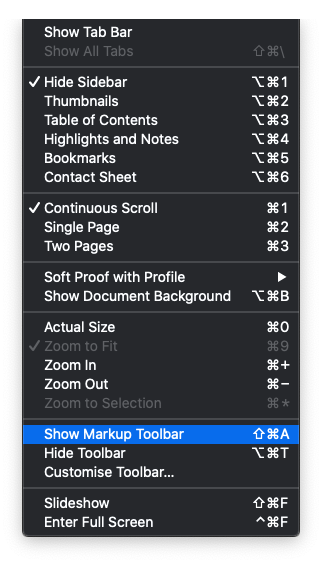 Show Tab Bar
Show All Tabs ⇧⌘\
✓ Hide Sidebar ⌥⌘1
Thumbnails ⌥⌘2
Table of Contents ⌥⌘3
Highlights and Notes ⌥⌘4
Bookmarks ⌥⌘5
Contact Sheet ⌥⌘6
✓ Continuous Scroll ⌘1
Single Page ⌘2
Two Pages ⌘3
Soft Proof with Profile ▶
Show Document Background ⌥⌘B
Actual Size ⌘0
✓ Zoom to Fit ⌘9
Zoom In ⌘+
Zoom Out ⌘−
Zoom to Selection ⌘*
Show Markup Toolbar ⇧⌘A
Hide Toolbar ⌥⌘T
Customise Toolbar...
Slideshow ⇧⌘F
Enter Full Screen ^⌘F